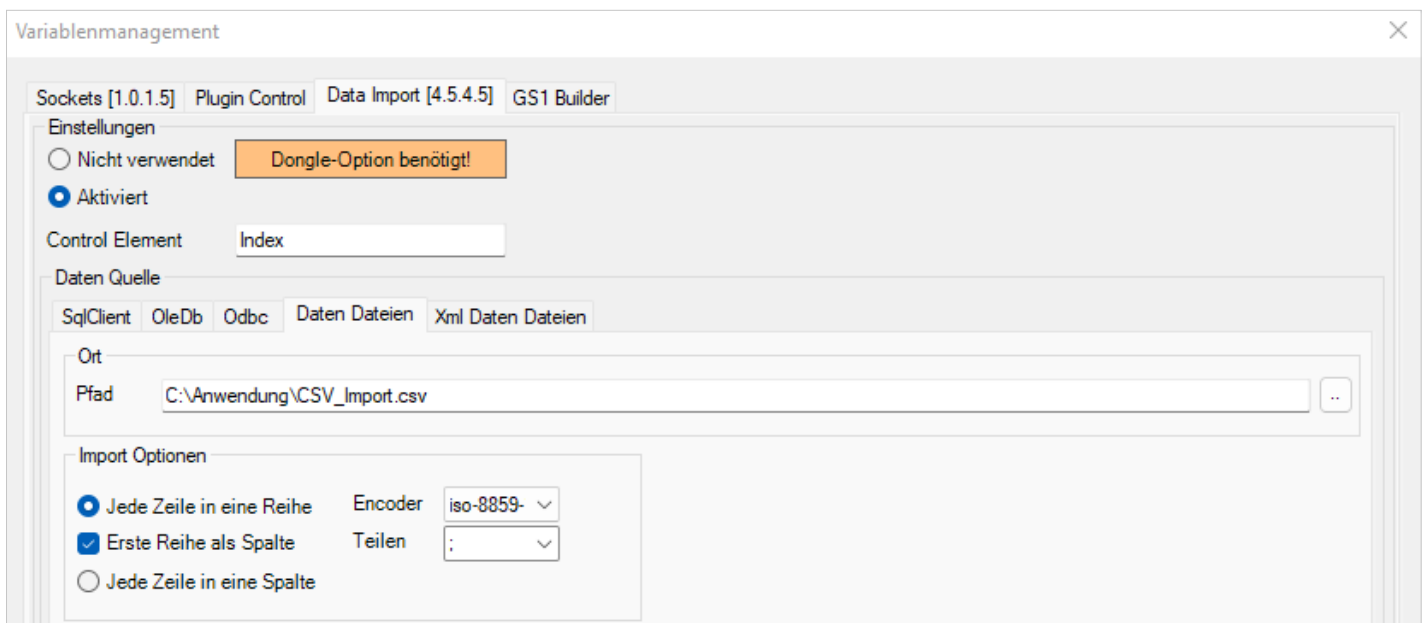 Variablenmanagement
Sockets [1.0.1.5] Plugin Control Data Import [4.5.4.5] GS1 Builder
Einstellungen
Nicht verwendet Dongle-Option benötigt!
Aktiviert
Control Element Index
Daten Quelle
SqlClient OleDb Odbc Daten Dateien Xml Daten Dateien
Ort
Pfad C:\Anwendung\CSV_Import.csv ..
Import Optionen
Jede Zeile in eine Reihe Encoder iso-8859-
Erste Reihe als Spalte Teilen ;
Jede Zeile in eine Spalte